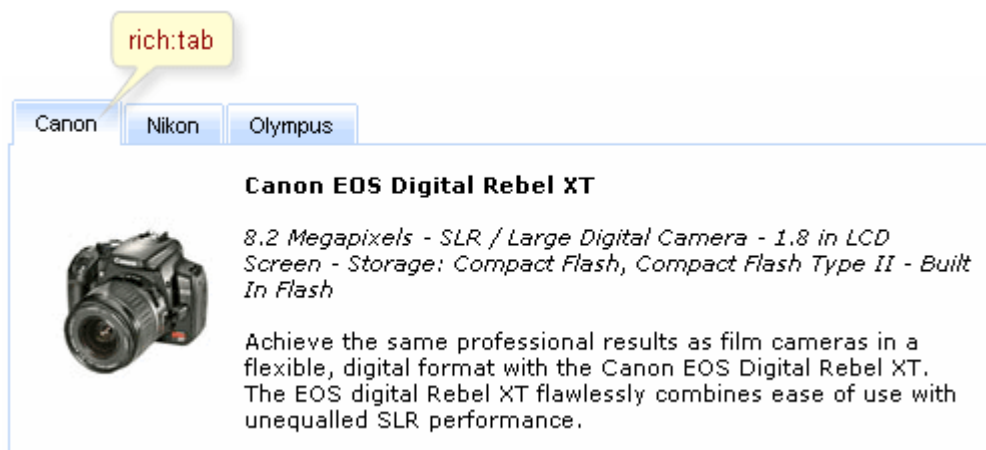 rich:tab
Canon Nikon Olympus
Canon EOS Digital Rebel XT
8.2 Megapixels - SLR / Large Digital Camera - 1.8 in LCD
Screen - Storage: Compact Flash, Compact Flash Type II - Built
In Flash
Achieve the same professional results as film cameras in a
flexible, digital format with the Canon EOS Digital Rebel XT.
The EOS digital Rebel XT flawlessly combines ease of use with
unequalled SLR performance.